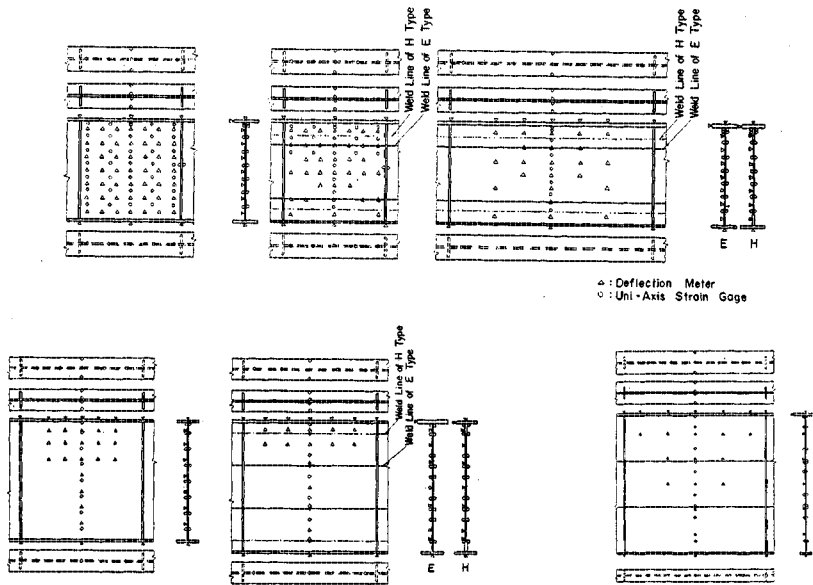 Weld Line of H Type
Weld Line of E Type
Weld Line of H Type
Weld Line of E Type
E H
△ : Deflection Meter
○ : Uni-Axis Strain Gage
Weld Line of H Type
Weld Line of E Type
E H